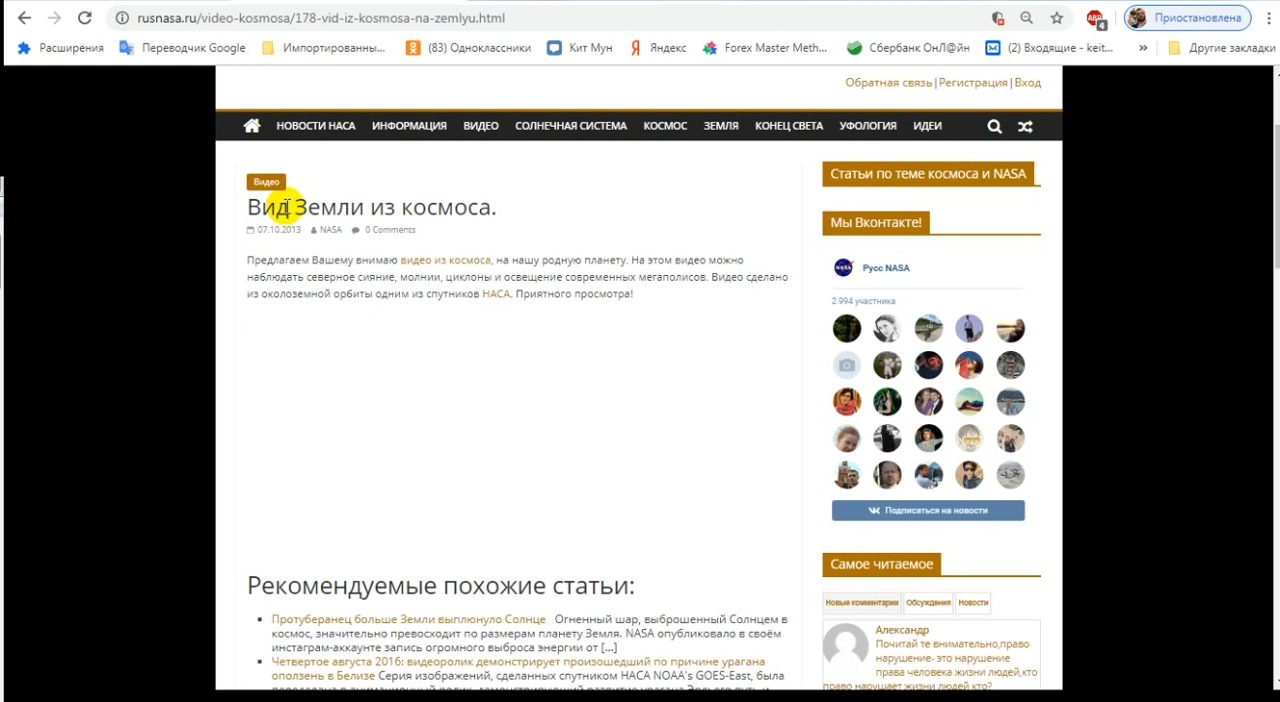 rusnasa.ru/video-kosmosa/178-vid-iz-kosmosa-na-zemlyu.html
4
Приостановлена
Расширения
Переводчик Google
Импортированны...
(83) Одноклассники
Кит Мун
Яндекс
Forex Master Meth...
Сбербанк ОнЛ@йн
(2) Входящие - keit...
»
Другие закладки
Обратная связь|Регистрация|Вход
НОВОСТИ НАСА ИНФОРМАЦИЯ ВИДЕО СОЛНЕЧНАЯ СИСТЕМА КОСМОС ЗЕМЛЯ КОНЕЦ СВЕТА УФОЛОГИЯ ИДЕИ
Видео
Вид Земли из космоса.
07.10.2013 NASA 0 Comments
Предлагаем Вашему внимаю видео из космоса, на нашу родную планету. На этом видео можно
наблюдать северное сияние, молнии, циклоны и освещение современных мегаполисов. Видео сделано
из околоземной орбиты одним из спутников НАСА. Приятного просмотра!
Рекомендуемые похожие статьи:
Протуберанец больше Земли выплюнуло Солнце Огненный шар, выброшенный Солнцем в
космос, значительно превосходит по размерам планету Земля. NASA опубликовало в своём
инстаграм-аккаунте запись огромного выброса энергии от [...]
Четвертое августа 2016: видеоролик демонстрирует произошедший по причине урагана
оползень в Белизе Серия изображений, сделанных спутником НАСА NOAA's GOES-East, была
Статьи по теме космоса и NASA
Мы Вконтакте!
NASA
Русс NASA
2 994 участника
Подписаться на новости
Самое читаемое
Новые комментарии Обсуждения Новости
Александр
Почитай те внимательно,право
нарушение- это нарушение
права человека жизни людей,кто
право нарушает жизни людей кто?